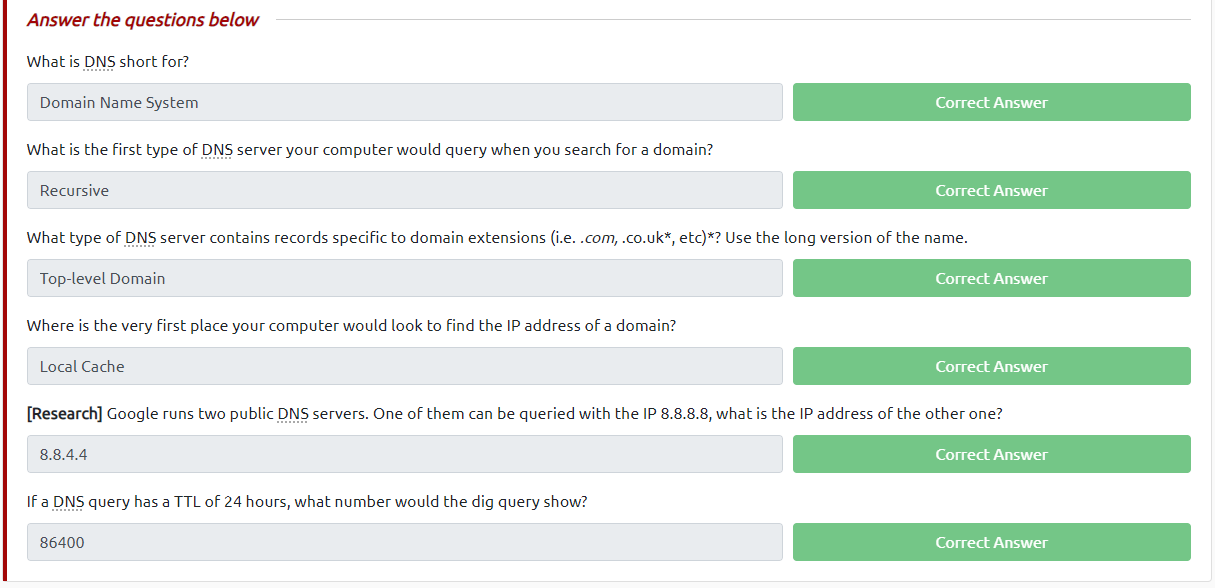 Answer the questions below
What is DNS short for?
Domain Name System
Correct Answer
What is the first type of DNS server your computer would query when you search for a domain?
Recursive
Correct Answer
What type of DNS server contains records specific to domain extensions (i.e. .com, .co.uk*, etc)*? Use the long version of the name.
Top-level Domain
Correct Answer
Where is the very first place your computer would look to find the IP address of a domain?
Local Cache
Correct Answer
[Research] Google runs two public DNS servers. One of them can be queried with the IP 8.8.8.8, what is the IP address of the other one?
8.8.4.4
Correct Answer
If a DNS query has a TTL of 24 hours, what number would the dig query show?
86400
Correct Answer